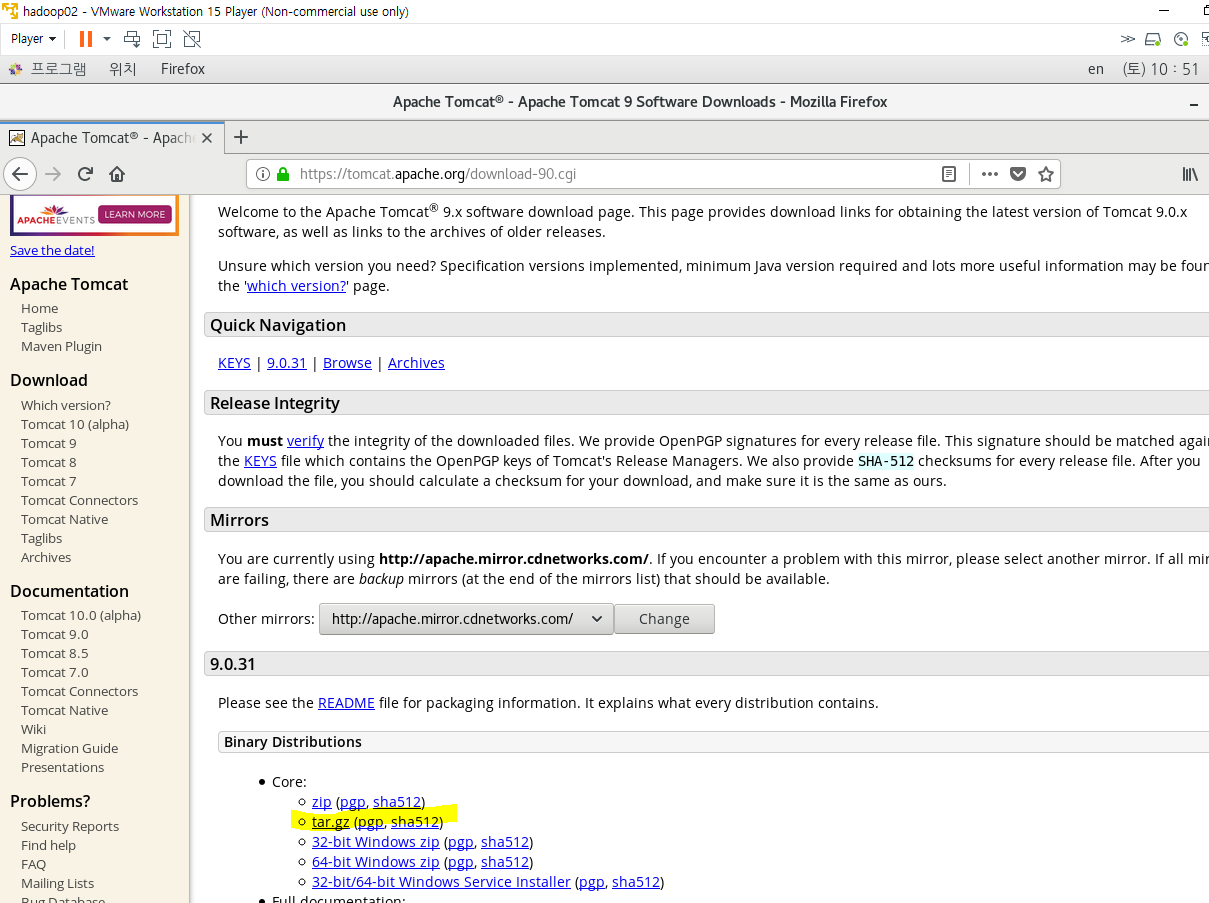 hadoop02 - VMware Workstation 15 Player (Non-commercial use only)
Player
프로그램 위치 Firefox en (토) 10 : 51
Apache Tomcat® - Apache Tomcat 9 Software Downloads - Mozilla Firefox
Apache Tomcat® - Apache
https://tomcat.apache.org/download-90.cgi
APACHEEVENTS LEARN MORE
Save the date!
Apache Tomcat
Home
Taglibs
Maven Plugin
Download
Which version?
Tomcat 10 (alpha)
Tomcat 9
Tomcat 8
Tomcat 7
Tomcat Connectors
Tomcat Native
Taglibs
Archives
Documentation
Tomcat 10.0 (alpha)
Tomcat 9.0
Tomcat 8.5
Tomcat 7.0
Tomcat Connectors
Tomcat Native
Wiki
Migration Guide
Presentations
Problems?
Security Reports
Find help
FAQ
Mailing Lists
Bug Database
Welcome to the Apache Tomcat® 9.x software download page. This page provides download links for obtaining the latest version of Tomcat 9.0.x
software, as well as links to the archives of older releases.
Unsure which version you need? Specification versions implemented, minimum Java version required and lots more useful information may be foun
the 'which version?' page.
Quick Navigation
KEYS | 9.0.31 | Browse | Archives
Release Integrity
You must verify the integrity of the downloaded files. We provide OpenPGP signatures for every release file. This signature should be matched agai
the KEYS file which contains the OpenPGP keys of Tomcat's Release Managers. We also provide SHA-512 checksums for every release file. After you
download the file, you should calculate a checksum for your download, and make sure it is the same as ours.
Mirrors
You are currently using http://apache.mirror.cdnetworks.com/. If you encounter a problem with this mirror, please select another mirror. If all mir
are failing, there are backup mirrors (at the end of the mirrors list) that should be available.
Other mirrors: http://apache.mirror.cdnetworks.com/ Change
9.0.31
Please see the README file for packaging information. It explains what every distribution contains.
Binary Distributions
Core:
zip (pgp, sha512)
tar.gz (pgp, sha512)
32-bit Windows zip (pgp, sha512)
64-bit Windows zip (pgp, sha512)
32-bit/64-bit Windows Service Installer (pgp, sha512)
Full documentation: